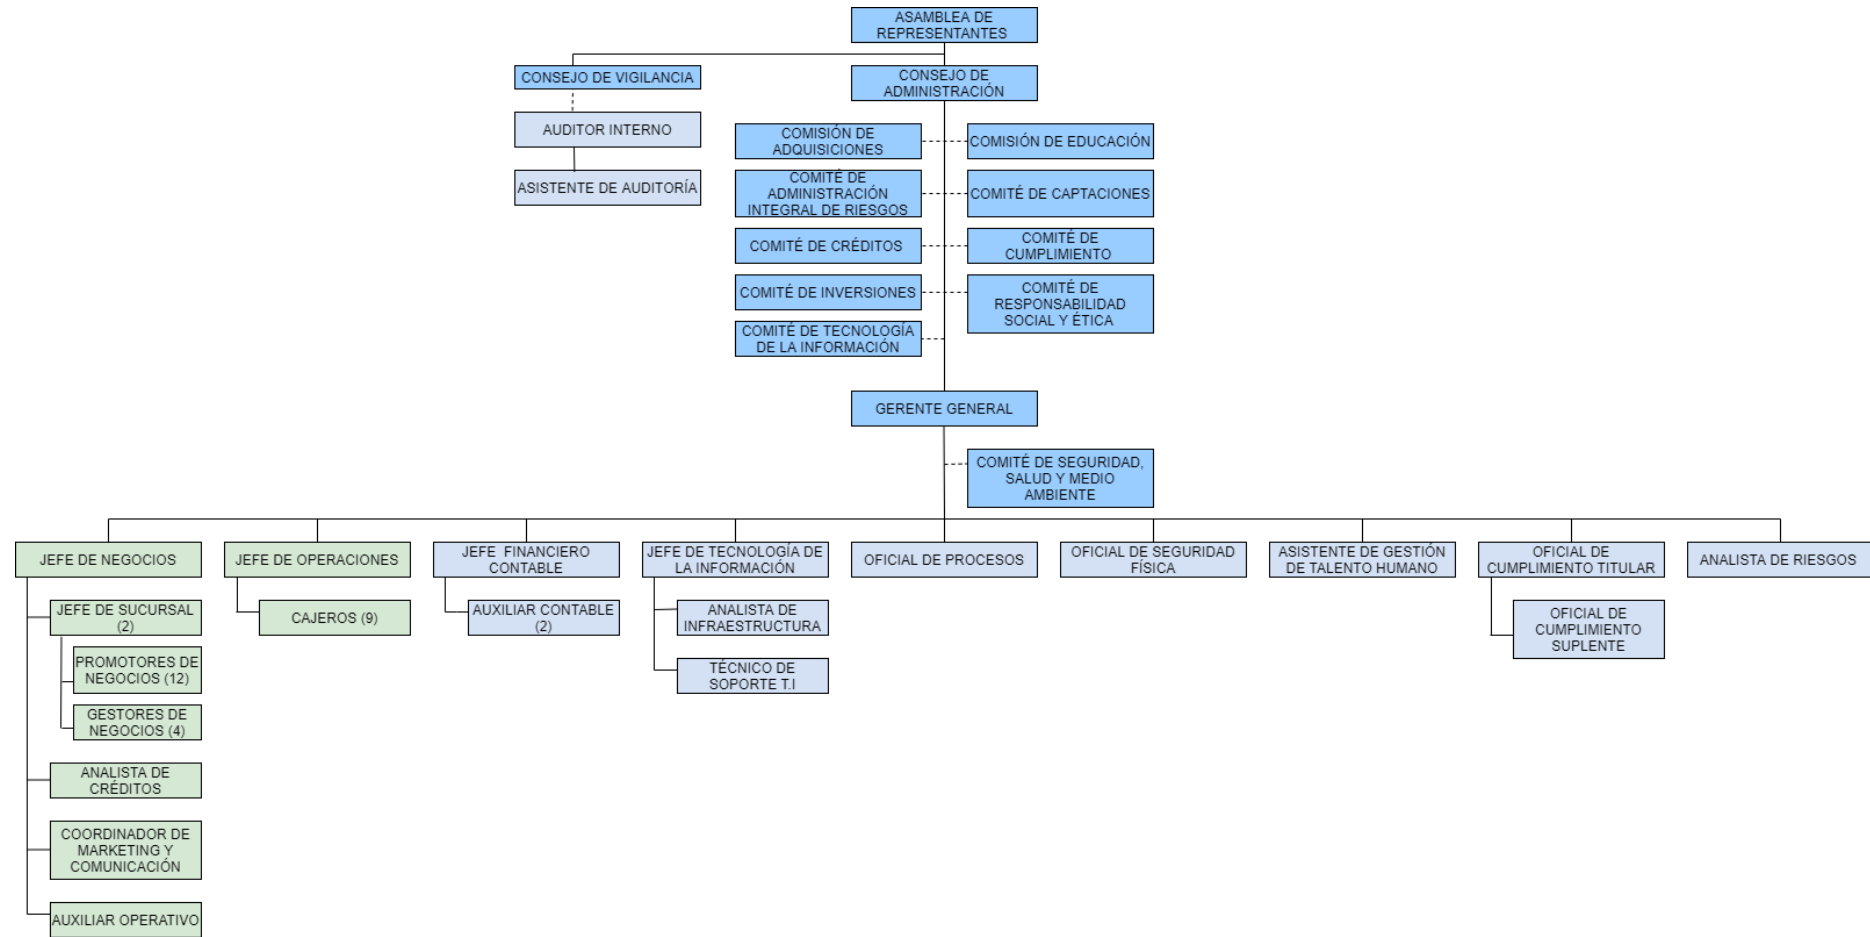 ASAMBLEA DE
REPRESENTANTES
CONSEJO DE VIGILANCIA
CONSEJO DE
ADMINISTRACIÓN
AUDITOR INTERNO
ASISTENTE DE AUDITORÍA
COMISIÓN DE
ADQUISICIONES
COMISIÓN DE EDUCACIÓN
COMITÉ DE
ADMINISTRACIÓN
INTEGRAL DE RIESGOS
COMITÉ DE CAPTACIONES
COMITÉ DE CRÉDITOS
COMITÉ DE
CUMPLIMIENTO
COMITÉ DE INVERSIONES
COMITÉ DE
RESPONSABILIDAD
SOCIAL Y ÉTICA
COMITÉ DE TECNOLOGÍA
DE LA INFORMACIÓN
GERENTE GENERAL
COMITÉ DE SEGURIDAD,
SALUD Y MEDIO
AMBIENTE
JEFE DE NEGOCIOS
JEFE DE OPERACIONES
JEFE  FINANCIERO
CONTABLE
JEFE DE TECNOLOGÍA DE
LA INFORMACIÓN
OFICIAL DE PROCESOS
OFICIAL DE SEGURIDAD
FÍSICA
ASISTENTE DE GESTIÓN
DE TALENTO HUMANO
OFICIAL DE
CUMPLIMIENTO TITULAR
ANALISTA DE RIESGOS
JEFE DE SUCURSAL
(2)
PROMOTORES DE
NEGOCIOS (12)
GESTORES DE
NEGOCIOS (4)
ANALISTA DE
CRÉDITOS
COORDINADOR DE
MARKETING Y
COMUNICACIÓN
AUXILIAR OPERATIVO
CAJEROS (9)
AUXILIAR CONTABLE
(2)
ANALISTA DE
INFRAESTRUCTURA
TÉCNICO DE
SOPORTE T.I
OFICIAL DE
CUMPLIMIENTO
SUPLENTE